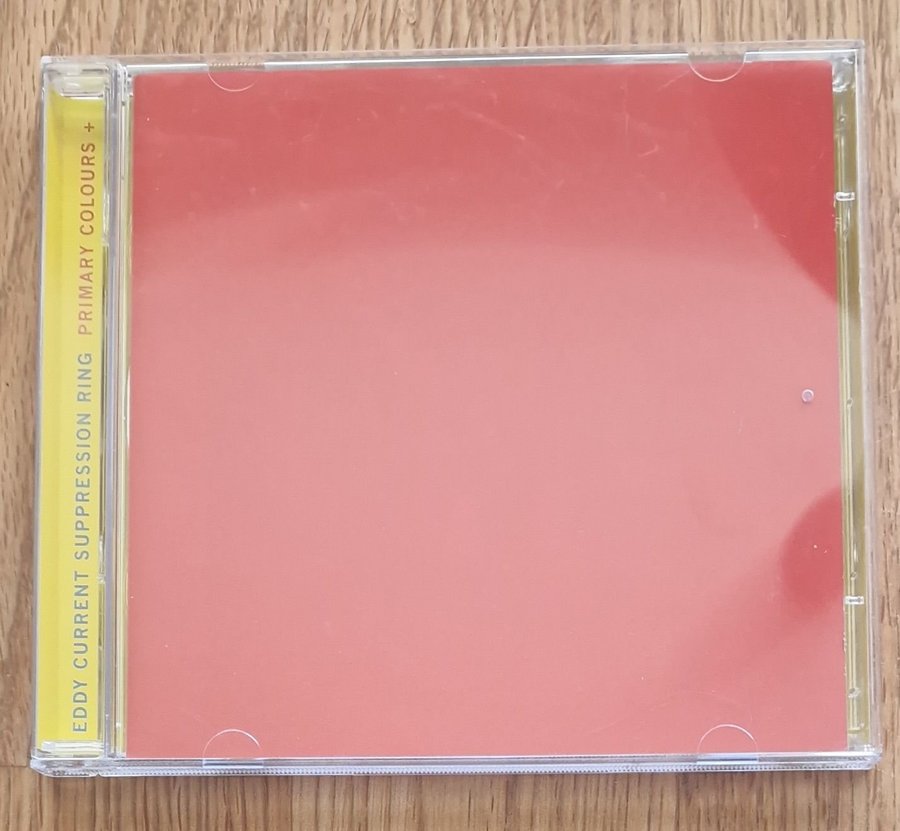 EDDY CURRENT SUPPRESSION RING PRIMARY COLOURS +